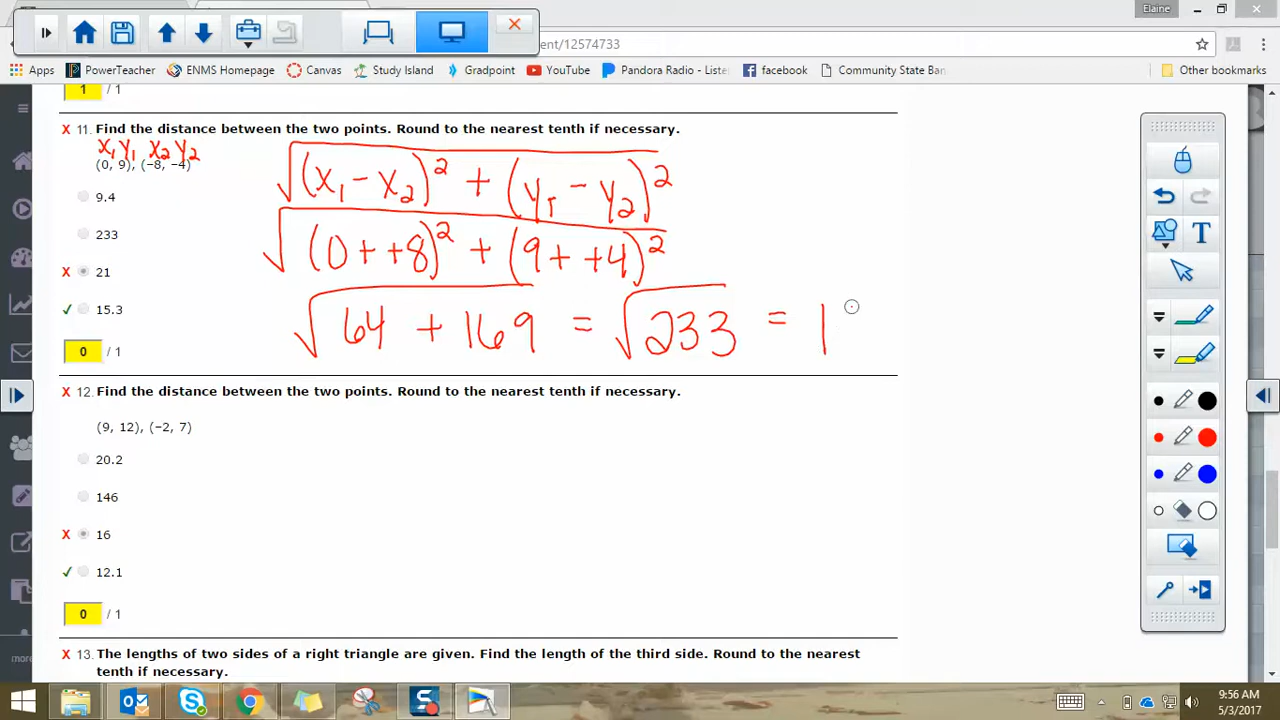 Elaine
ent/12574733
Apps PowerTeacher ENMS Homepage Canvas Study Island Gradpoint YouTube Pandora Radio - Liste facebook Community State Ban Other bookmarks
1 / 1
X 11. Find the distance between the two points. Round to the nearest tenth if necessary.
x₁ y₁ x₂ y₂
(0, 9), (−8, −4)
√(x₁ − x₂)² + (y₁ − y₂)²
9.4
√(0 + +8)² + (9 + +4)²
233
X 21
✓ 15.3
√64 + 169 = √233 = 1
0 / 1
X 12. Find the distance between the two points. Round to the nearest tenth if necessary.
(9, 12), (−2, 7)
20.2
146
X 16
✓ 12.1
0 / 1
X 13. The lengths of two sides of a right triangle are given. Find the length of the third side. Round to the nearest
tenth if necessary.
more
T
9:56 AM
5/3/2017